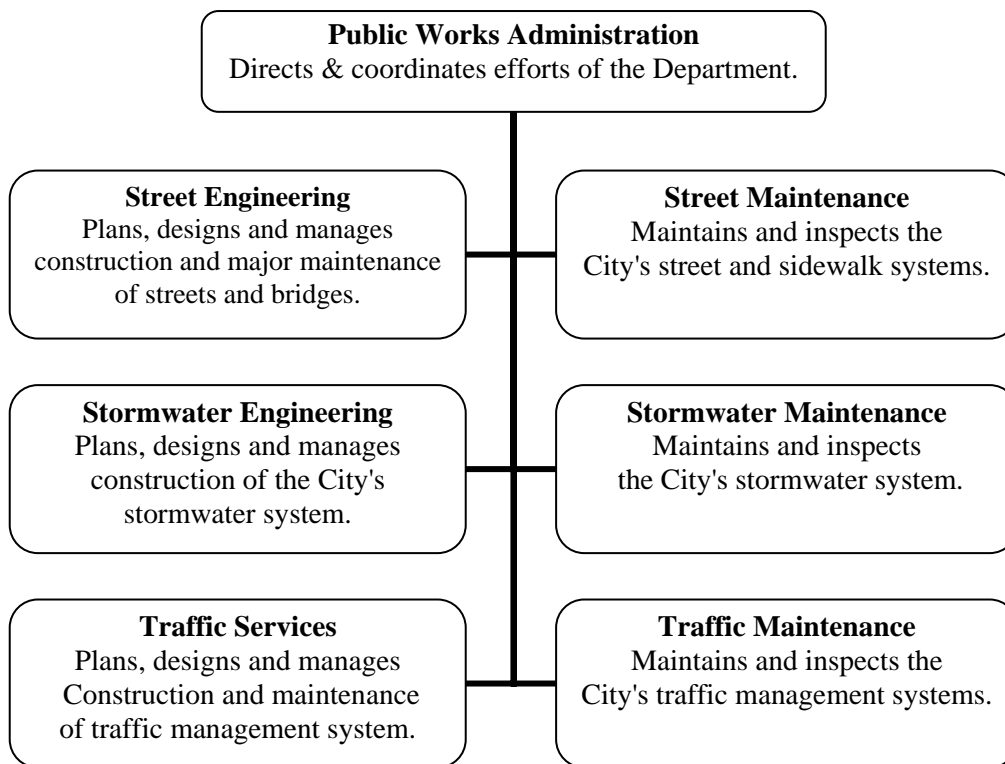 Public Works Administration
Directs & coordinates efforts of the Department.
Street Engineering
Plans, designs and manages
construction and major maintenance
of streets and bridges.
Street Maintenance
Maintains and inspects the
City's street and sidewalk systems.
Stormwater Engineering
Plans, designs and manages
construction of the City's
stormwater system.
Stormwater Maintenance
Maintains and inspects
the City's stormwater system.
Traffic Services
Plans, designs and manages
Construction and maintenance
of traffic management system.
Traffic Maintenance
Maintains and inspects the
City's traffic management systems.